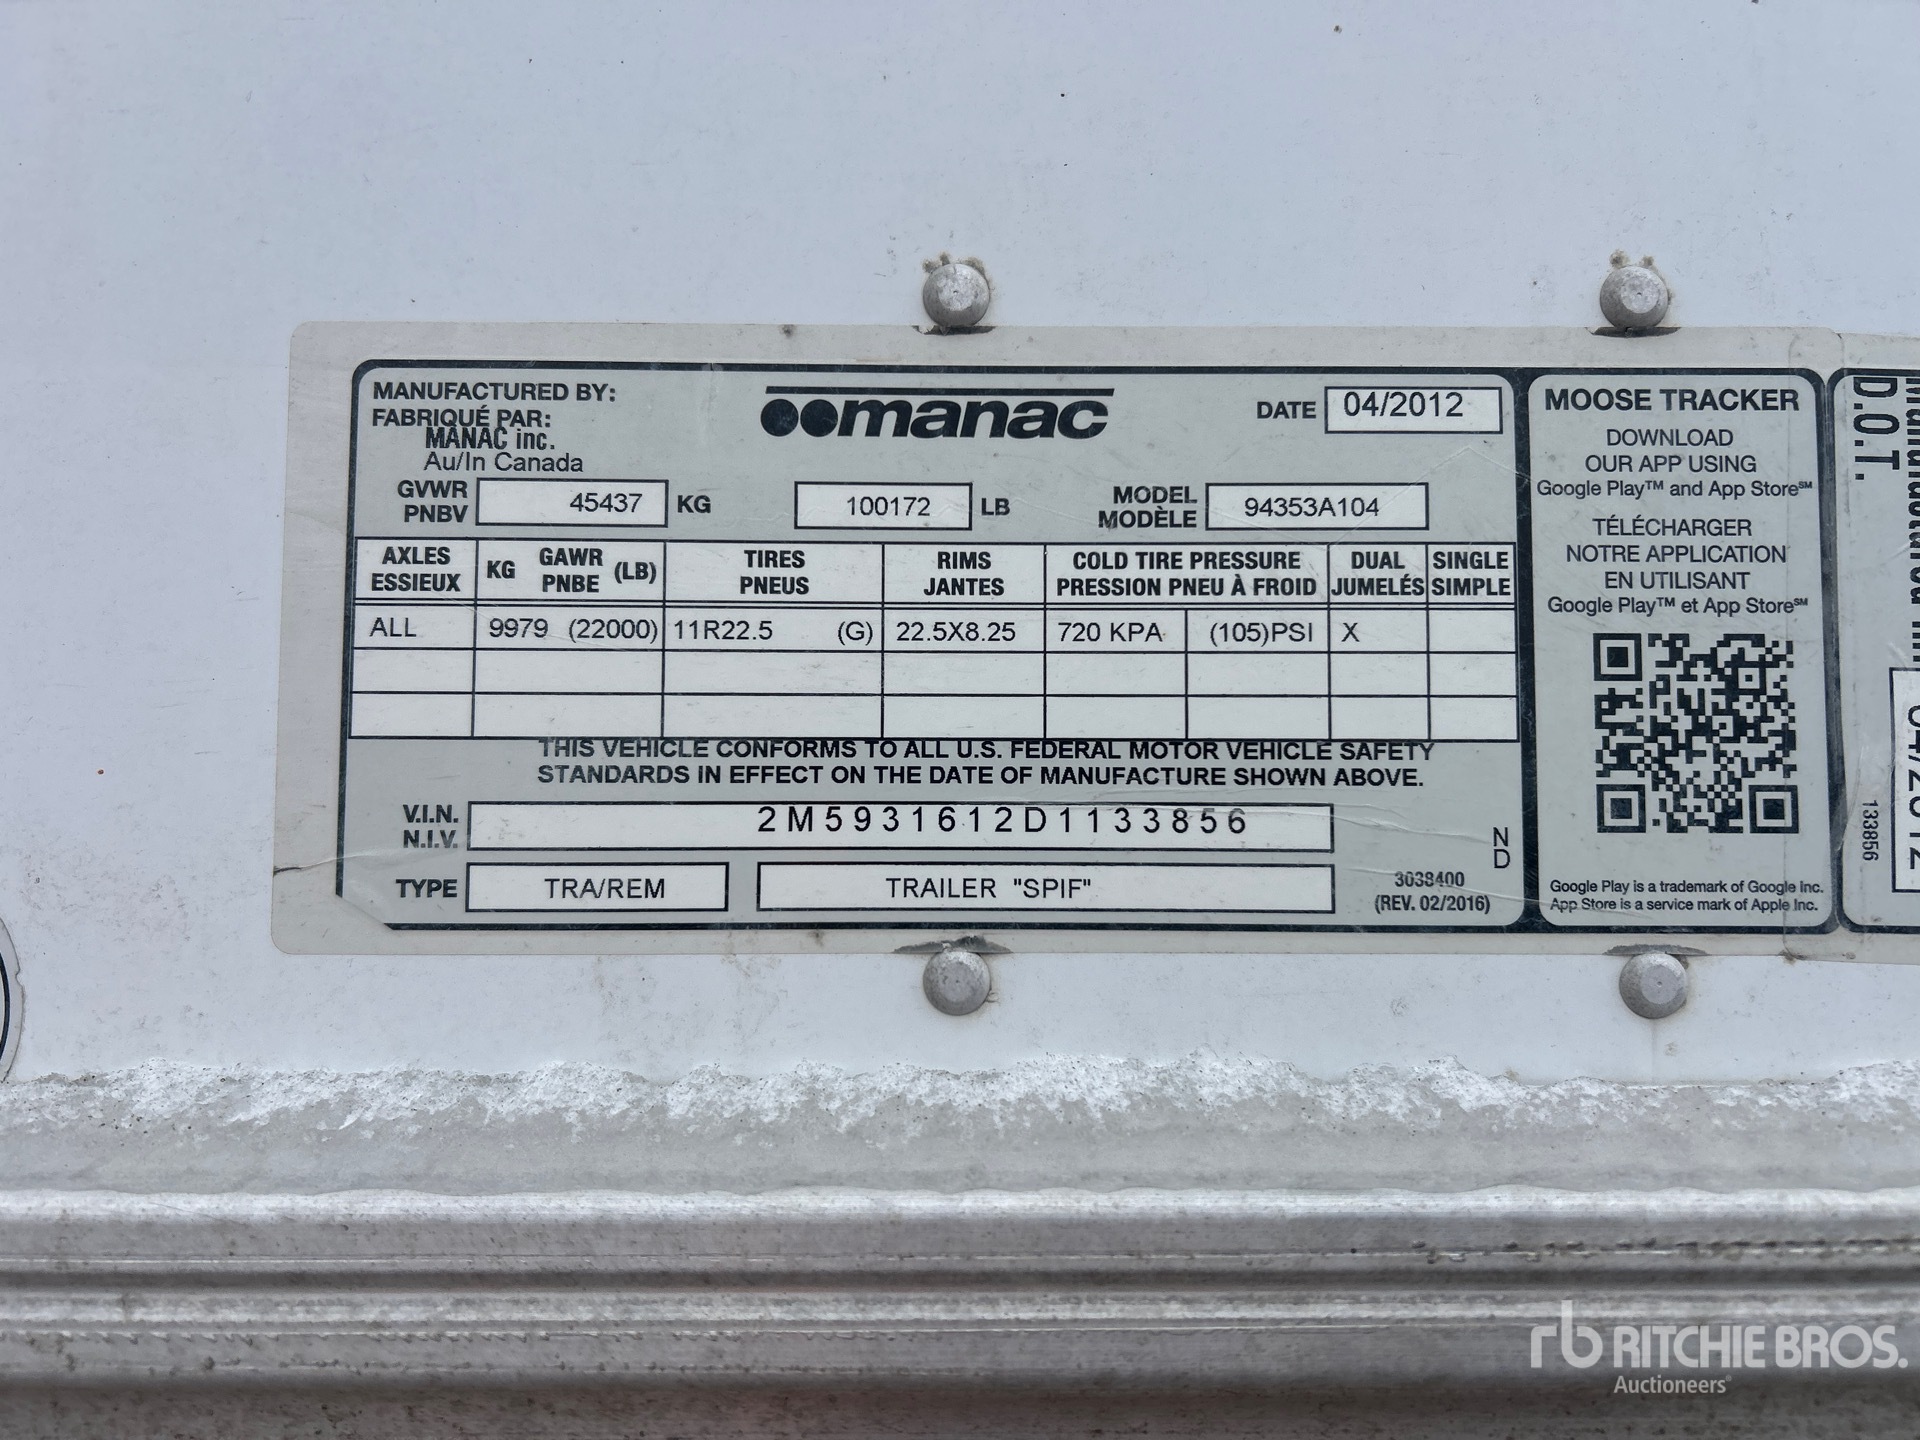 MANUFACTURED BY:
FABRIQUÉ PAR:
MANAC inc.
Au/In Canada
manac
DATE 04/2012
GVWR
PNBV
45437 KG 100172 LB
MODEL
MODÈLE
94353A104
AXLES
ESSIEUX
KG GAWR (LB)
PNBE
TIRES
PNEUS
RIMS
JANTES
COLD TIRE PRESSURE
PRESSION PNEU À FROID
DUAL
JUMELÉS
SINGLE
SIMPLE
ALL 9979 (22000) 11R22.5 (G) 22.5X8.25 720 KPA (105)PSI X
THIS VEHICLE CONFORMS TO ALL U.S. FEDERAL MOTOR VEHICLE SAFETY
STANDARDS IN EFFECT ON THE DATE OF MANUFACTURE SHOWN ABOVE.
V.I.N.
N.I.V.
2M5931612D1133856
ND
TYPE TRA/REM TRAILER "SPIF"
3038400
(REV. 02/2016)
MOOSE TRACKER
DOWNLOAD
OUR APP USING
Google Play™ and App Store℠
TÉLÉCHARGER
NOTRE APPLICATION
EN UTILISANT
Google Play™ et App Store℠
Google Play is a trademark of Google Inc.
App Store is a service mark of Apple Inc.
D.O.T.
Manufactured in
04/2012
133856
rb RITCHIE BROS.
Auctioneers